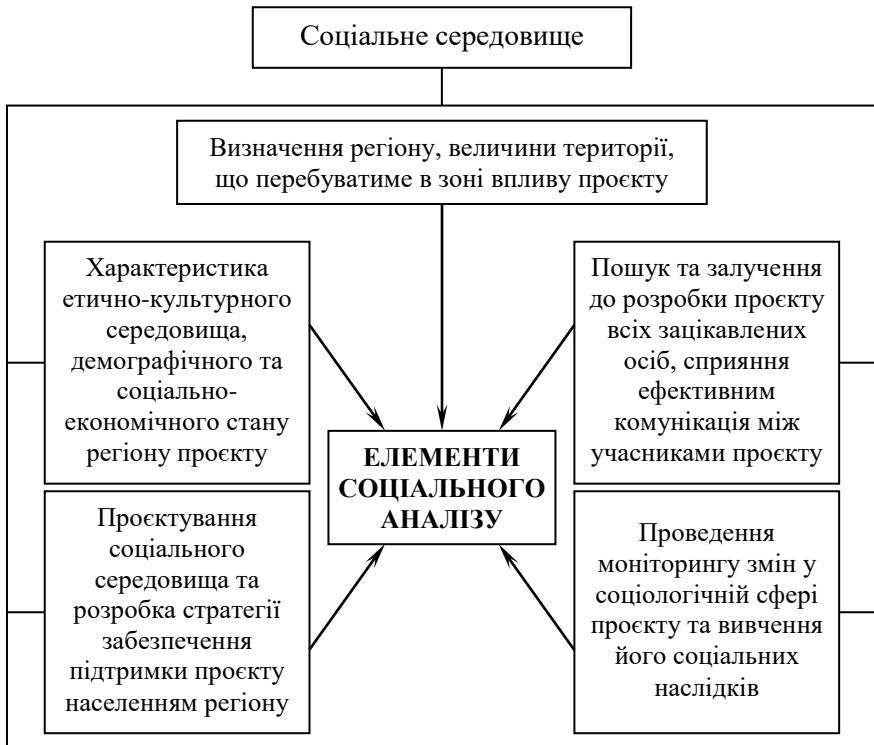 Соціальне середовище
Визначення регіону, величини території,
що перебуватиме в зоні впливу проєкту
Характеристика
етично-культурного
середовища,
демографічного та
соціально-
економічного стану
регіону проєкту
Пошук та залучення
до розробки проєкту
всіх зацікавлених
осіб, сприяння
ефективним
комунікація між
учасниками проєкту
ЕЛЕМЕНТИ
СОЦІАЛЬНОГО
АНАЛІЗУ
Проєктування
соціального
середовища та
розробка стратегії
забезпечення
підтримки проєкту
населенням регіону
Проведення
моніторингу змін у
соціологічній сфері
проєкту та вивчення
його соціальних
наслідків